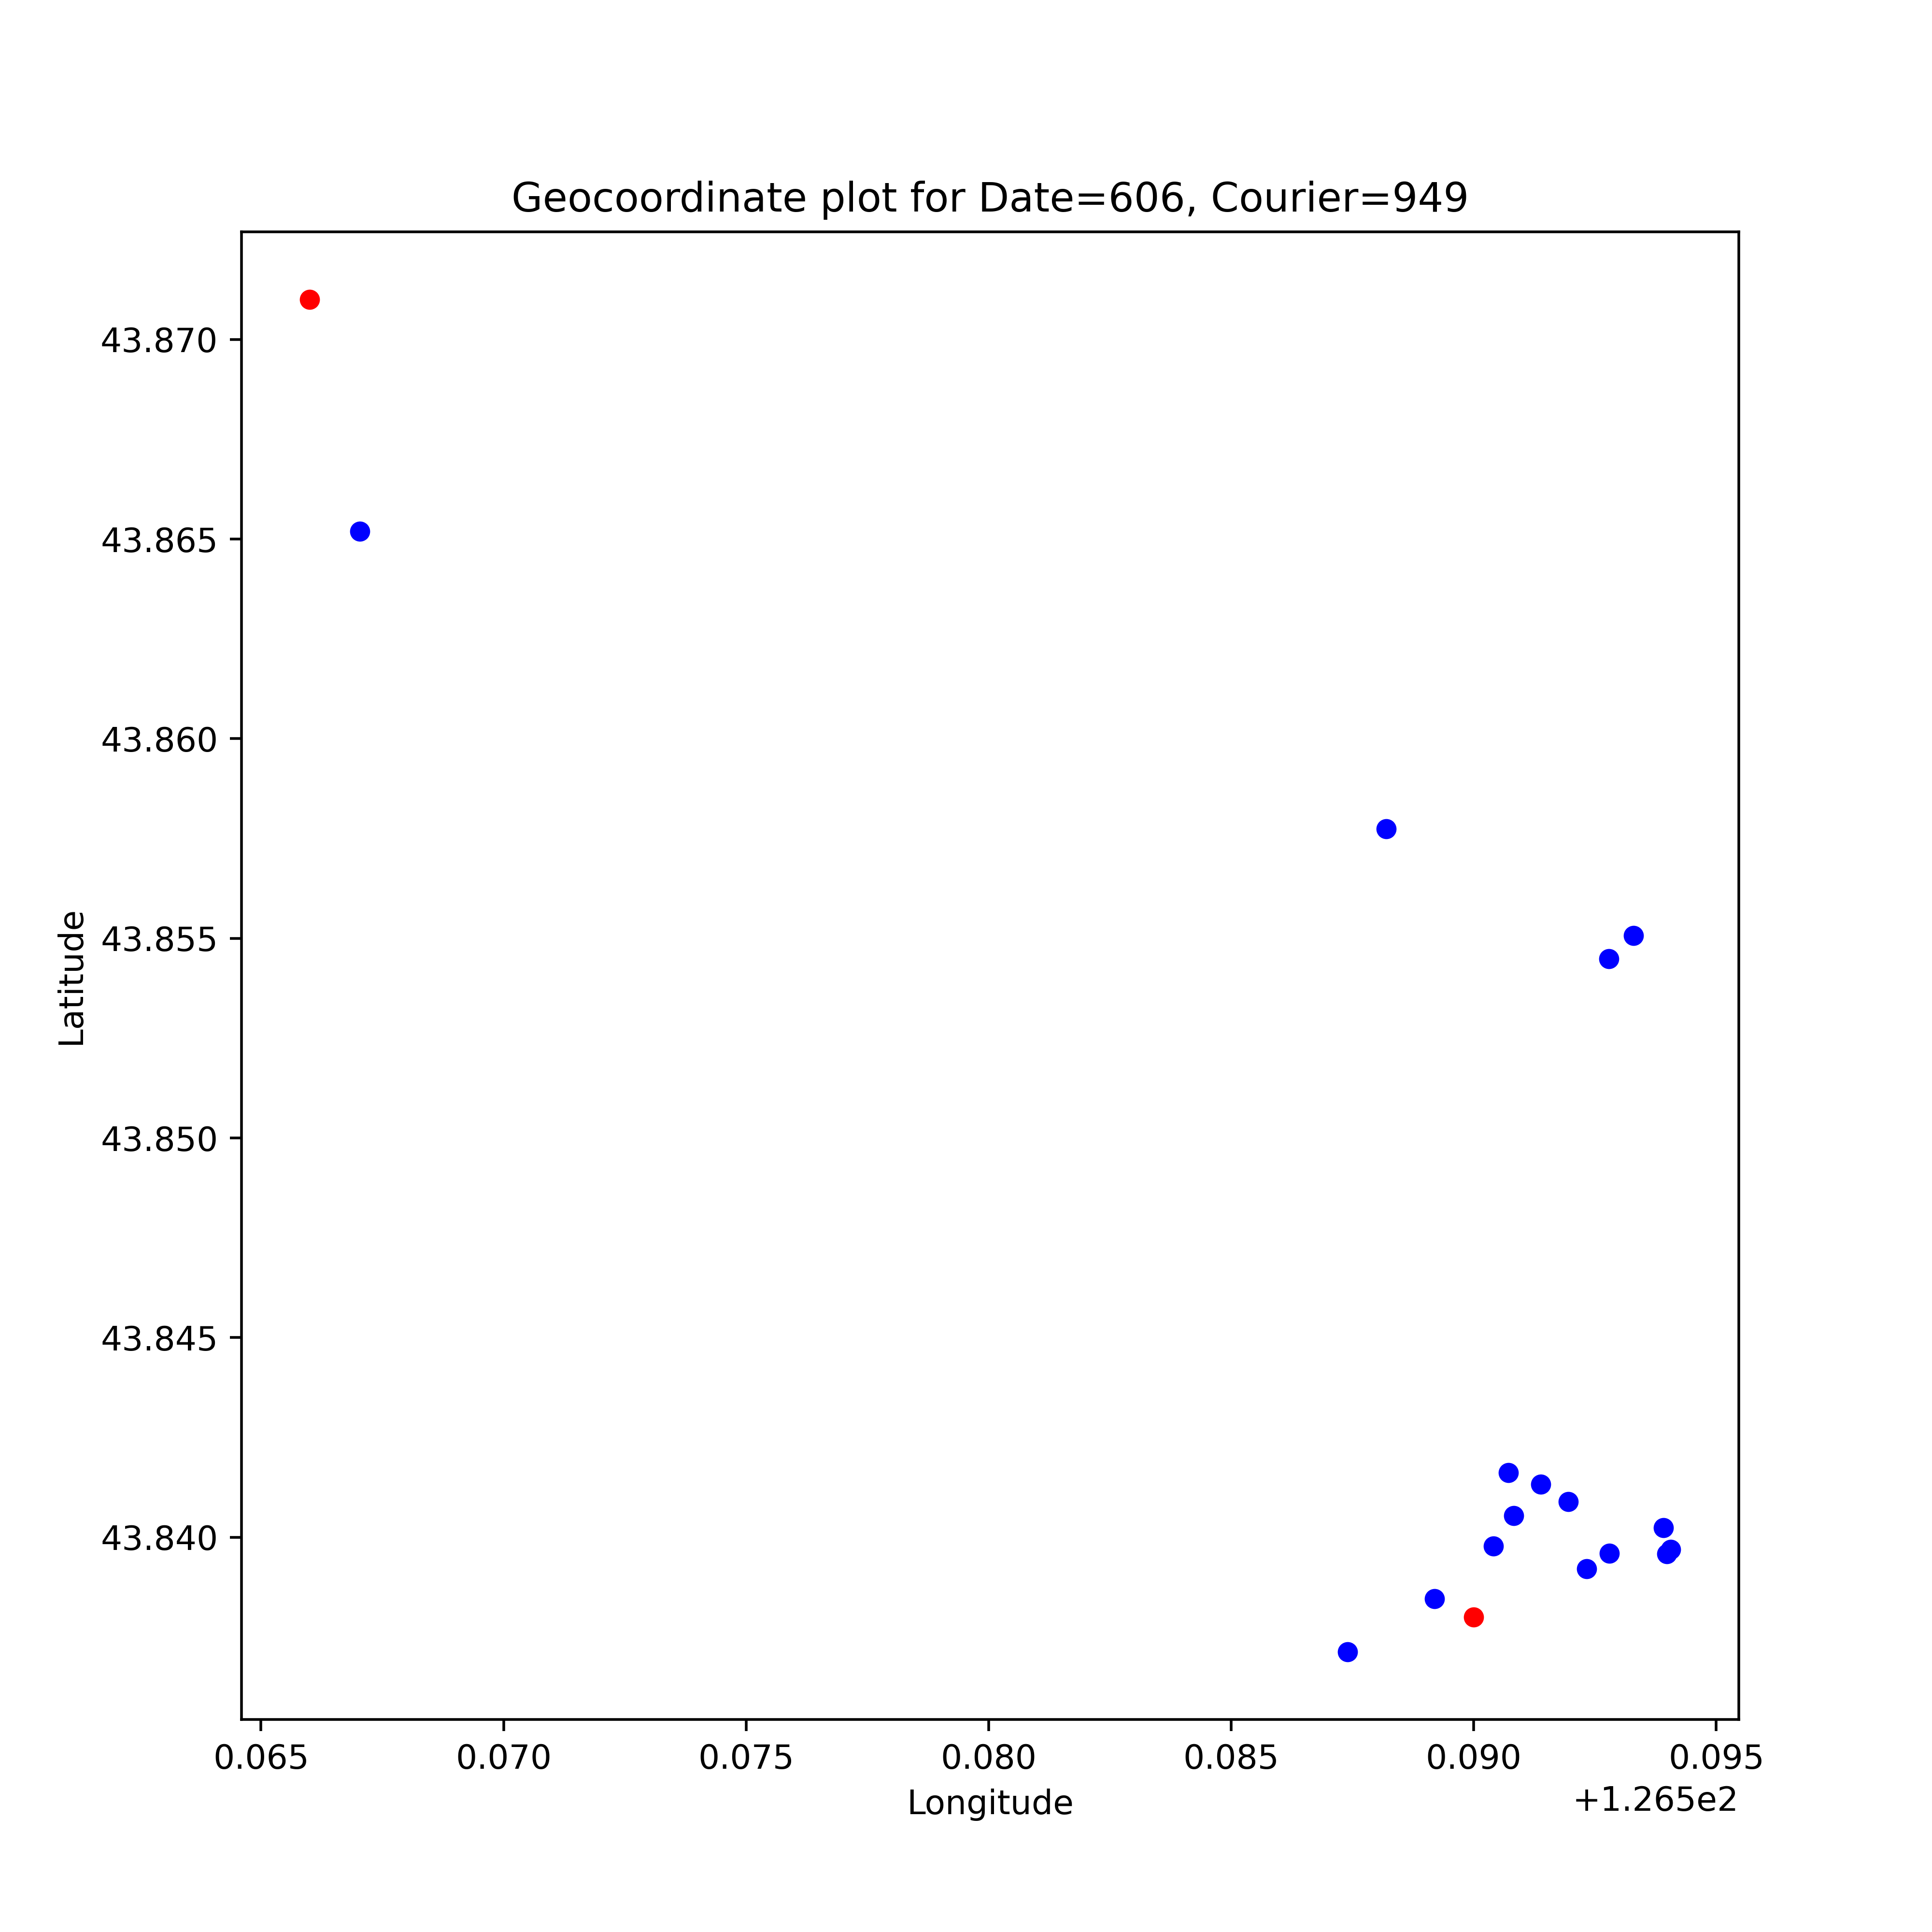 Geocoordinate plot for Date=606, Courier=949
43.870
43.865
43.860
43.855
43.850
43.845
43.840
Latitude
0.065 0.070 0.075 0.080 0.085 0.090 0.095
Longitude
+1.265e2